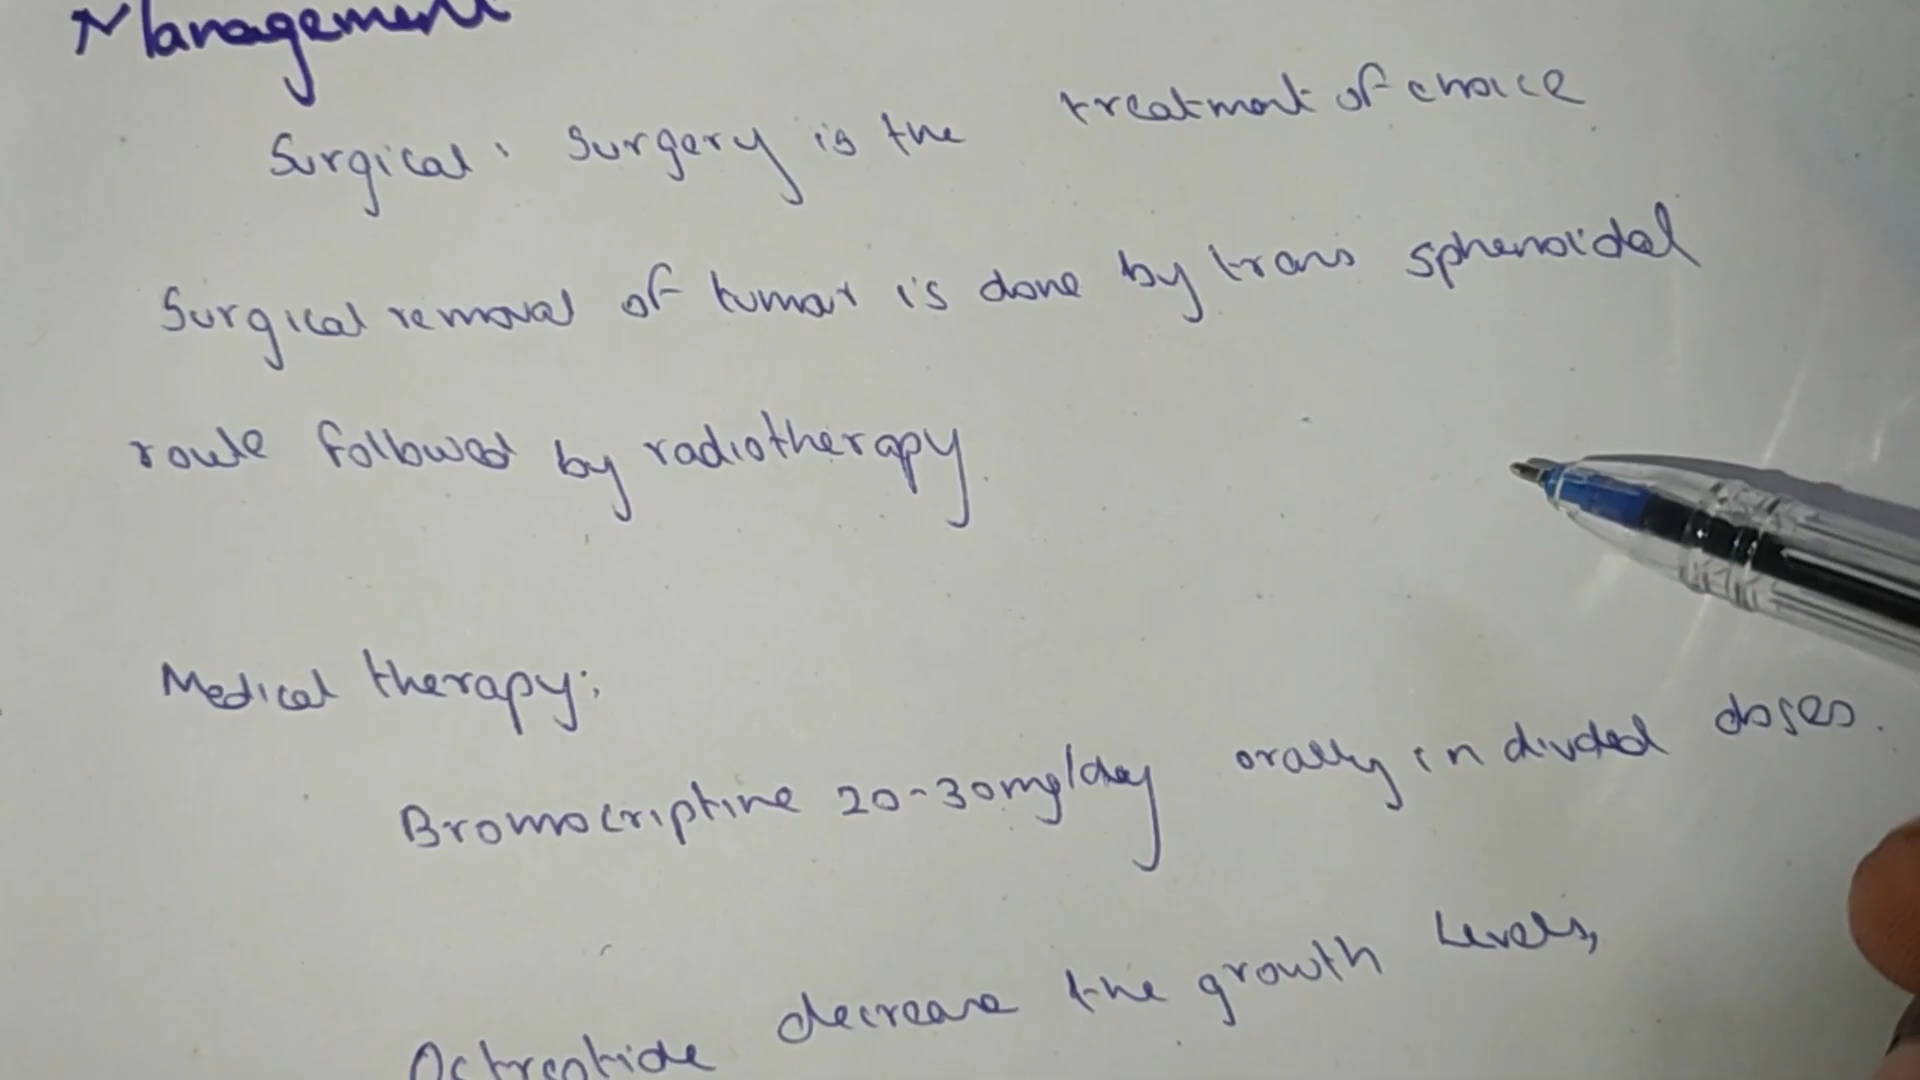 Management
Surgical: Surgery is the treatment of choice
Surgical removal of tumar is done by trans sphenoidal
route followed by radiotherapy
Medical therapy:
Bromocriptine 20-30mg/day orally in divided doses.
Octreotide decrease the growth levels,